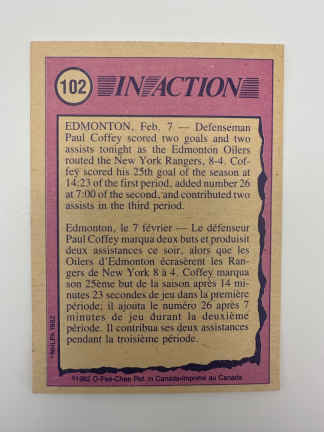 102 IN ACTION
EDMONTON, Feb. 7 — Defenseman
Paul Coffey scored two goals and two
assists tonight as the Edmonton Oilers
routed the New York Rangers, 8-4. Cof-
fey scored his 25th goal of the season at
14:23 of the first period, added number 26
at 7:00 of the second, and contributed two
assists in the third period.
Edmonton, le 7 février — Le défenseur
Paul Coffey marqua deux buts et produisit
deux assistances ce soir, alors que les
Oilers d'Edmonton écrasèrent les Ran-
gers de New York 8 à 4. Coffey marqua
son 25ème but de la saison après 14 min-
utes 23 secondes de jeu dans la première
période; il ajouta le numéro 26 après 7
minutes de jeu durant la deuxième
période. Il contribua ses deux assistances
pendant la troisième période.
*NHLPA 1982
©1982 O-Pee-Chee Ptd. in Canada-Imprimé au Canada